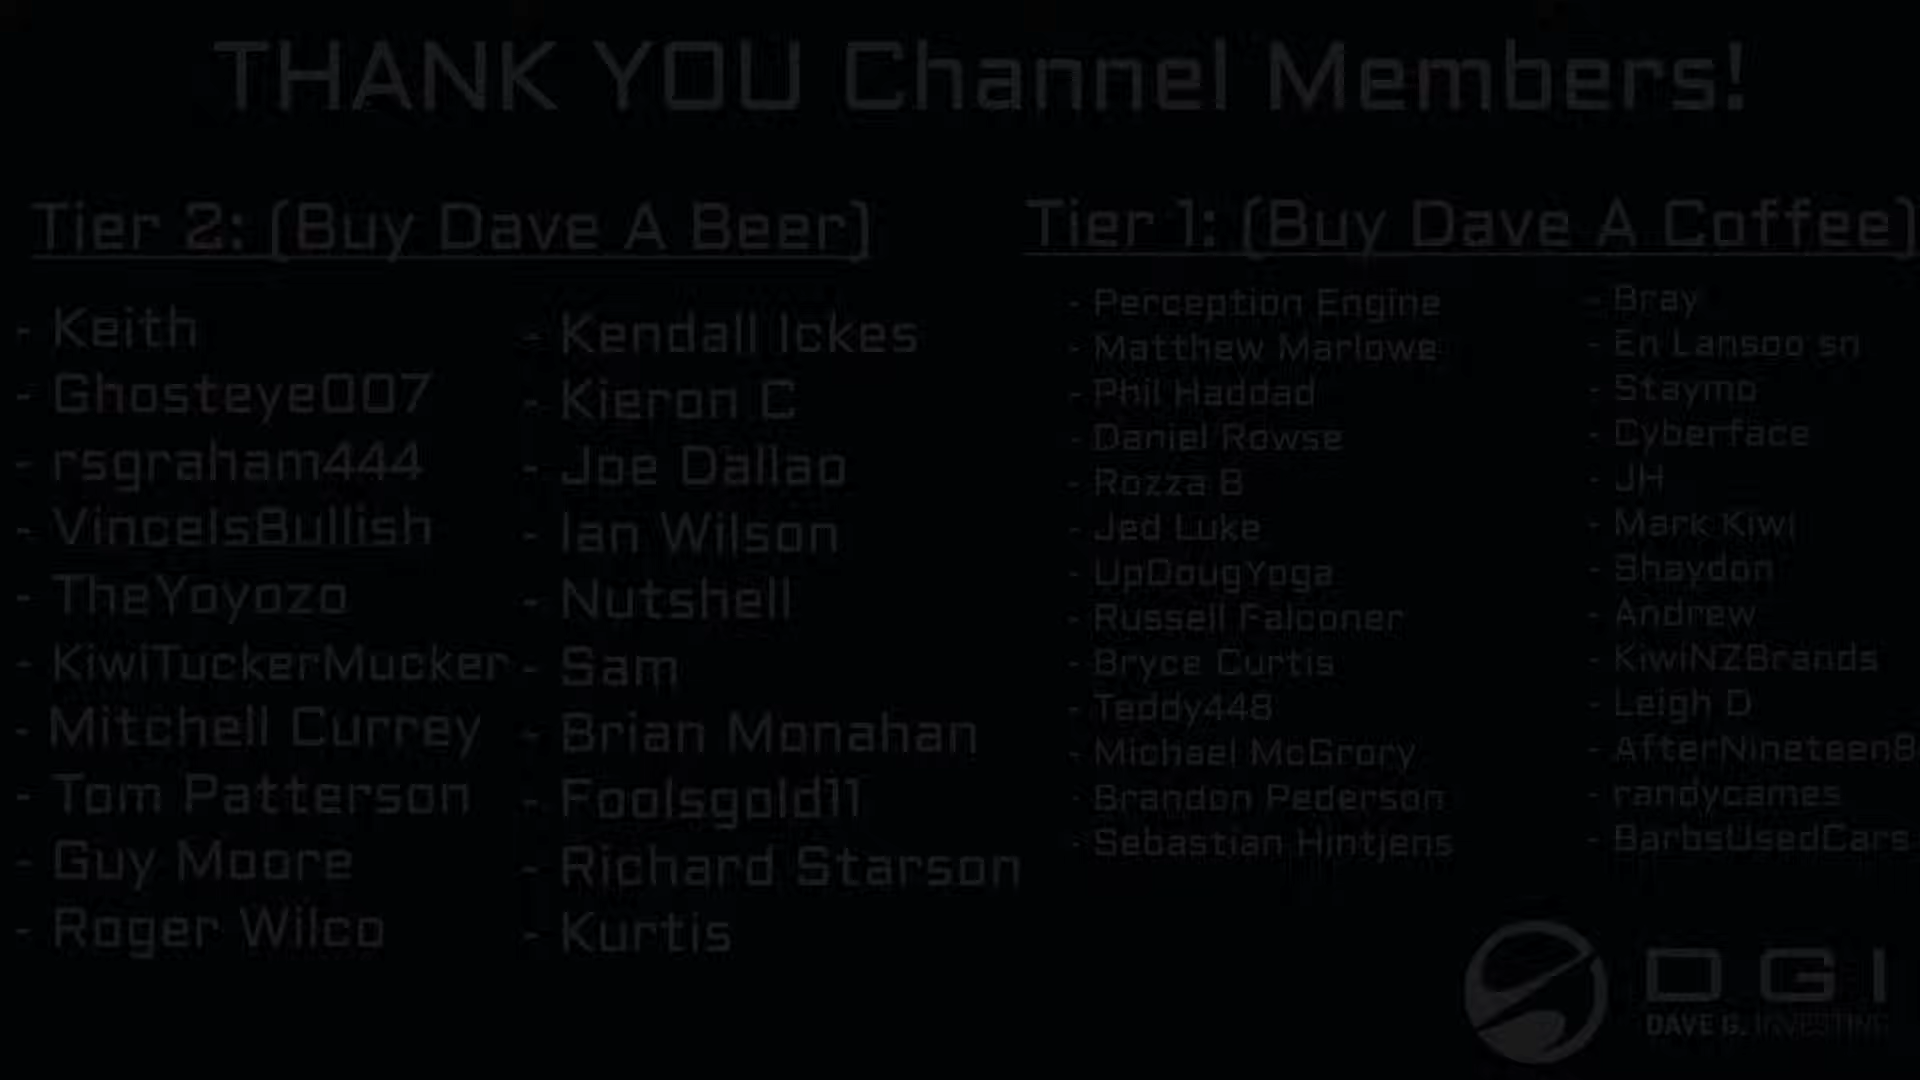 THANK YOU Channel Members!
Tier 2: (Buy Dave A Beer)
- Keith
- Ghosteye007
- rsgraham444
- VinceIsBullish
- TheYoyozo
- KiwiTuckerMucker
- Mitchell Currey
- Tom Patterson
- Guy Moore
- Roger Wilco
- Kendall Ickes
- Kieron C
- Joe Dallao
- Ian Wilson
- Nutshell
- Sam
- Brian Monahan
- Foolsgold11
- Richard Starson
- Kurtis
Tier 1: (Buy Dave A Coffee)
- Perception Engine
- Matthew Marlowe
- Phil Haddad
- Daniel Rowse
- Rozza B
- Jed Luke
- UpDougYoga
- Russell Falconer
- Bryce Curtis
- Teddy448
- Michael McGrory
- Brandon Pederson
- Sebastian Hintjens
- Bray
- En Lansoo sn
- Staymo
- Cyberface
- JH
- Mark Kiwi
- Shaydon
- Andrew
- KiwiNZBrands
- Leigh D
- AfterNineteen8
- randycames
- BarbsUsedCars
DGI
DAVE G. INVESTING